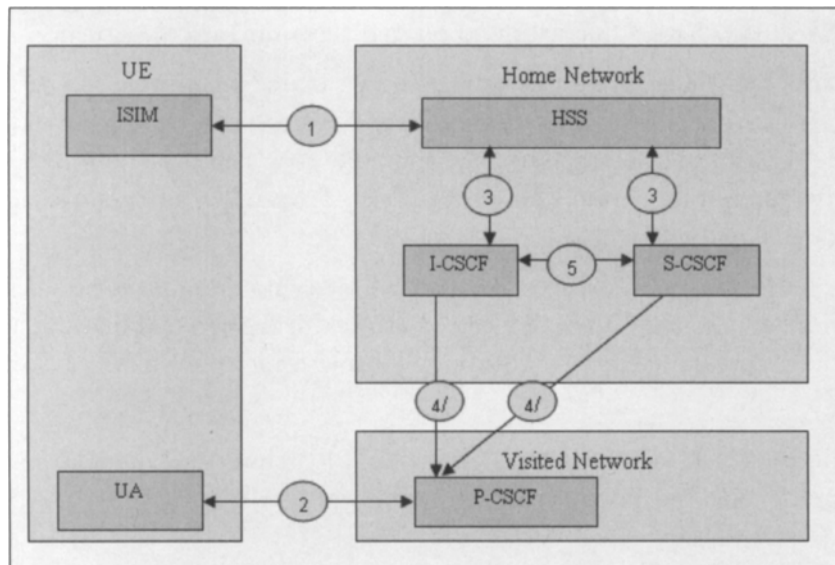 UE
Home Network
ISIM
1
HSS
3
3
I-CSCF
5
S-CSCF
4/
4/
Visited Network
UA
2
P-CSCF